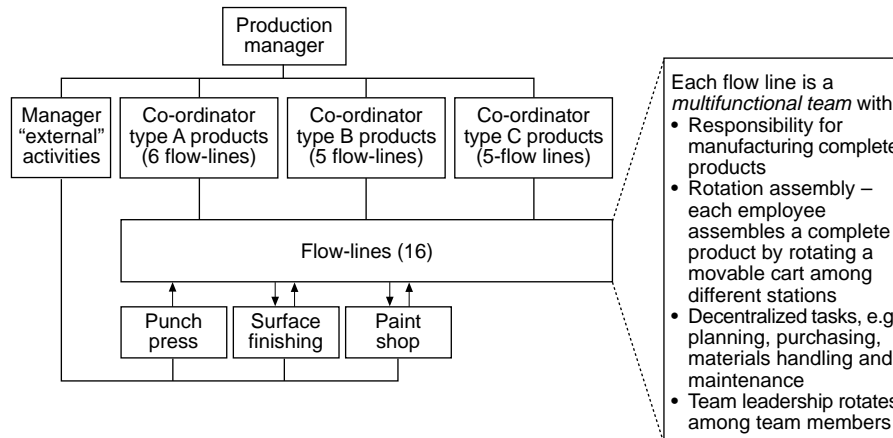 Production
manager
Manager
“external”
activities
Co-ordinator
type A products
(6 flow-lines)
Co-ordinator
type B products
(5 flow-lines)
Co-ordinator
type C products
(5-flow lines)
Flow-lines (16)
Punch
press
Surface
finishing
Paint
shop
Each flow line is a
multifunctional team with
• Responsibility for
manufacturing complete
products
• Rotation assembly –
each employee
assembles a complete
product by rotating a
movable cart among
different stations
• Decentralized tasks, e.g
planning, purchasing,
materials handling and
maintenance
• Team leadership rotates
among team members